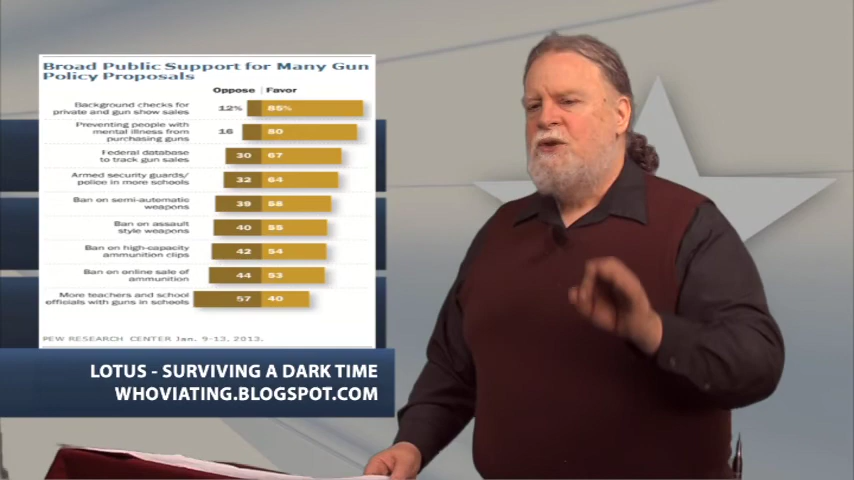 Broad Public Support for Many Gun
Policy Proposals
Oppose Favor
Background checks for
private and gun show sales
12% 85%
Preventing people with
mental illness from
purchasing guns
16 80
Federal database
to track gun sales
30 67
Armed security guards/
police in more schools
32 64
Ban on semi-automatic
weapons
39 58
Ban on assault
style weapons
40 55
Ban on high-capacity
ammunition clips
42 54
Ban on online sale of
ammunition
44 53
More teachers and school
officials with guns in schools
57 40
PEW RESEARCH CENTER Jan. 9-13, 2013.
LOTUS - SURVIVING A DARK TIME
WHOVIATING.BLOGSPOT.COM